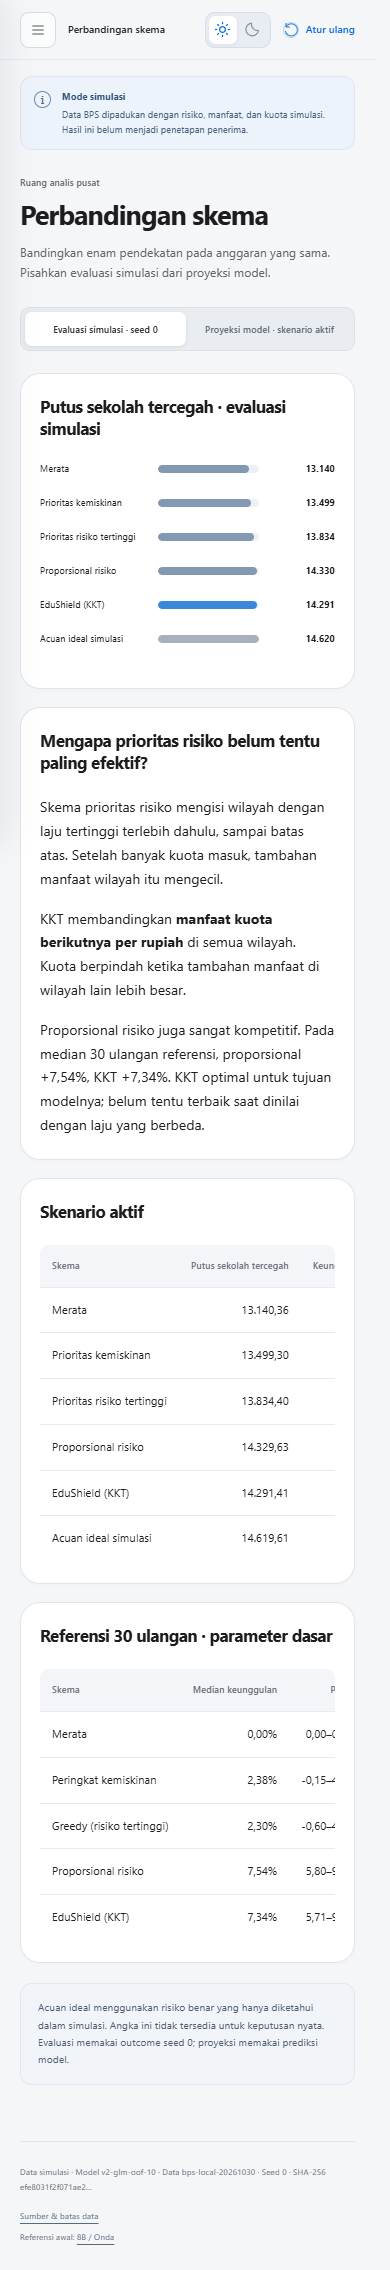 Perbandingan skema
Atur ulang
Mode simulasi
Data BPS dipadukan dengan risiko, manfaat, dan kuota simulasi.
Hasil ini belum menjadi penetapan penerima.
Ruang analis pusat
Perbandingan skema
Bandingkan enam pendekatan pada anggaran yang sama.
Pisahkan evaluasi simulasi dari proyeksi model.
Evaluasi simulasi · seed 0
Proyeksi model · skenario aktif
Putus sekolah tercegah · evaluasi
simulasi
Merata 13.140
Prioritas kemiskinan 13.499
Prioritas risiko tertinggi 13.834
Proporsional risiko 14.330
EduShield (KKT) 14.291
Acuan ideal simulasi 14.620
Mengapa prioritas risiko belum tentu
paling efektif?
Skema prioritas risiko mengisi wilayah dengan
laju tertinggi terlebih dahulu, sampai batas
atas. Setelah banyak kuota masuk, tambahan
manfaat wilayah itu mengecil.
KKT membandingkan manfaat kuota
berikutnya per rupiah di semua wilayah.
Kuota berpindah ketika tambahan manfaat di
wilayah lain lebih besar.
Proporsional risiko juga sangat kompetitif. Pada
median 30 ulangan referensi, proporsional
+7,54%, KKT +7,34%. KKT optimal untuk tujuan
modelnya; belum tentu terbaik saat dinilai
dengan laju yang berbeda.
Skenario aktif
Skema Putus sekolah tercegah
Merata 13.140,36
Prioritas kemiskinan 13.499,30
Prioritas risiko tertinggi 13.834,40
Proporsional risiko 14.329,63
EduShield (KKT) 14.291,41
Acuan ideal simulasi 14.619,61
Referensi 30 ulangan · parameter dasar
Skema Median keunggulan P
Merata 0,00% 0,00–
Peringkat kemiskinan 2,38% -0,15–
Greedy (risiko tertinggi) 2,30% -0,60–
Proporsional risiko 7,54% 5,80–
EduShield (KKT) 7,34% 5,71–
Acuan ideal menggunakan risiko benar yang hanya diketahui
dalam simulasi. Angka ini tidak tersedia untuk keputusan nyata.
Evaluasi memakai outcome seed 0; proyeksi memakai prediksi
model.
Data simulasi · Model v2-glm-oof-10 · Data bps-local-20261030 · Seed 0 · SHA-256
efe8031f2f071ae2...
Sumber & batas data
Referensi awal: 8B / Onda